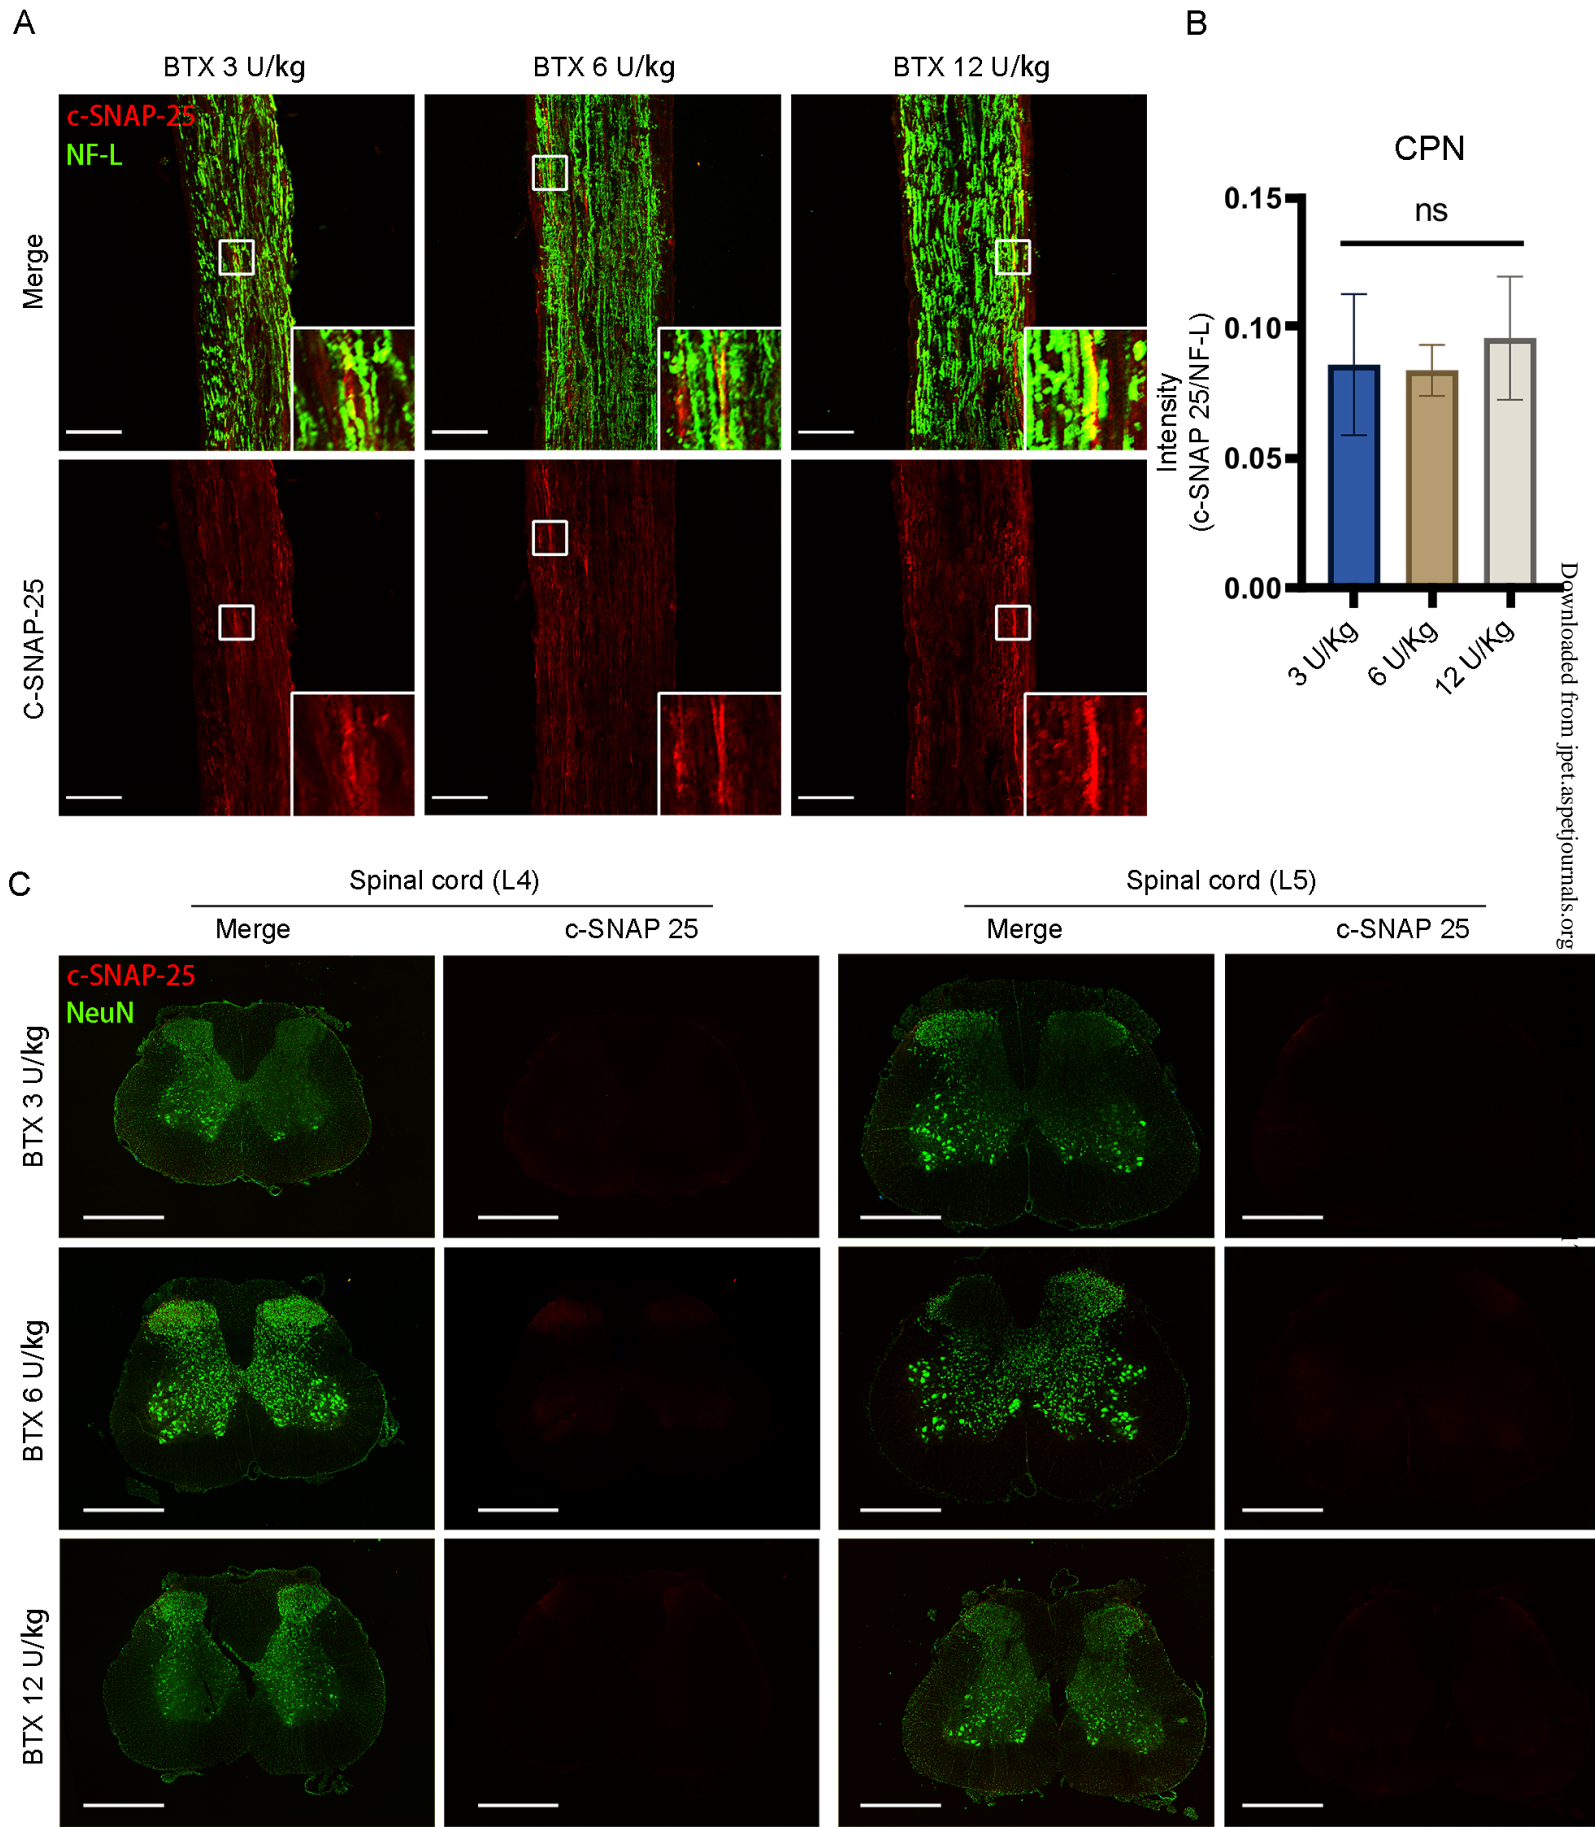 A
BTX 3 U/kg
BTX 6 U/kg
BTX 12 U/kg
c-SNAP-25
NF-L
Merge
C-SNAP-25
B
CPN
ns
0.15
0.10
0.05
0.00
Intensity
(c-SNAP 25/NF-L)
3 U/Kg
6 U/Kg
12 U/Kg
Downloaded from jpet.aspetjournals.org
C
Spinal cord (L4)
Spinal cord (L5)
Merge
c-SNAP 25
Merge
c-SNAP 25
c-SNAP-25
NeuN
BTX 3 U/kg
BTX 6 U/kg
BTX 12 U/kg